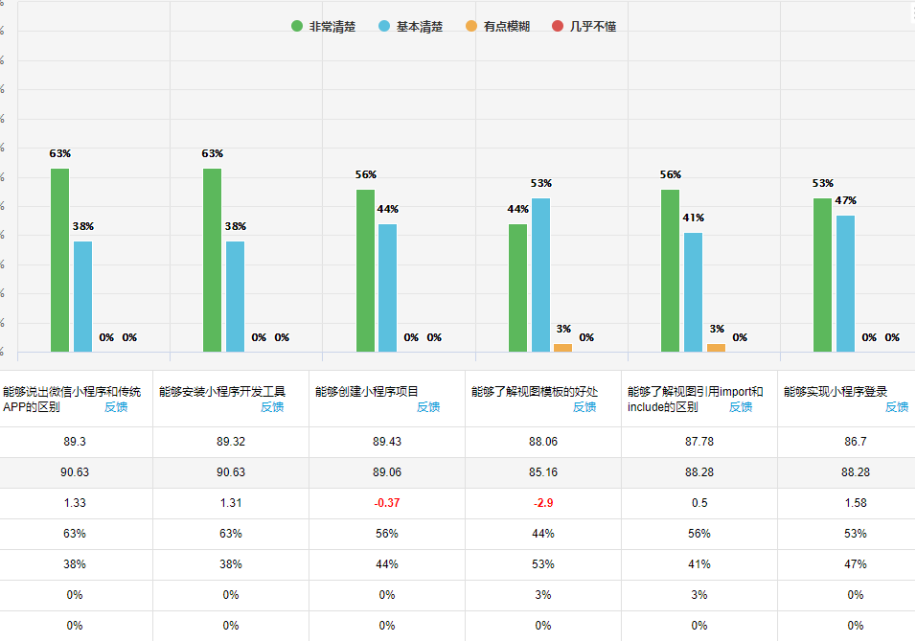 非常清楚 基本清楚 有点模糊 几乎不懂
63% 38% 0% 0% 63% 38% 0% 0% 56% 44% 0% 0% 44% 53% 3% 0% 56% 41% 3% 0% 53% 47% 0% 0%
能够说出微信小程序和传统 能够安装小程序开发工具 能够创建小程序项目 能够了解视图模板的好处 能够了解视图引用import和 能够实现小程序登录
APP的区别 反馈 反馈 反馈 反馈 include的区别 反馈 反馈
89.3 89.32 89.43 88.06 87.78 86.7
90.63 90.63 89.06 85.16 88.28 88.28
1.33 1.31 -0.37 -2.9 0.5 1.58
63% 63% 56% 44% 56% 53%
38% 38% 44% 53% 41% 47%
0% 0% 0% 3% 3% 0%
0% 0% 0% 0% 0% 0%